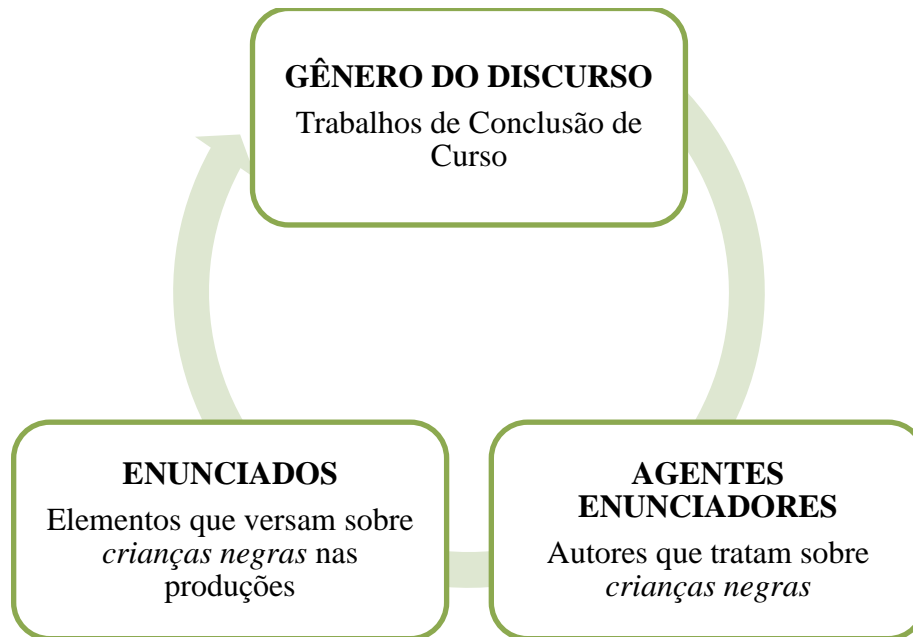 GÊNERO DO DISCURSO
Trabalhos de Conclusão de
Curso
ENUNCIADOS
Elementos que versam sobre
crianças negras nas
produções
AGENTES
ENUNCIADORES
Autores que tratam sobre
crianças negras